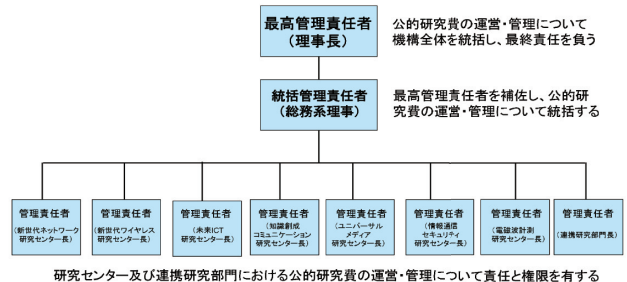 最高管理責任者
(理事長)
公的研究費の運営・管理について
機構全体を統括し、最終責任を負う
統括管理責任者
(総務系理事)
最高管理責任者を補佐し、公的研
究費の運営・管理について統括する
管理責任者
(新世代ネットワーク
研究センター長)
管理責任者
(新世代ワイヤレス
研究センター長)
管理責任者
(未来ICT
研究センター長)
管理責任者
(知識創成
コミュニケーション
研究センター長)
管理責任者
(ユニバーサル
メディア
研究センター長)
管理責任者
(情報通信
セキュリティ
研究センター長)
管理責任者
(電磁波計測
研究センター長)
管理責任者
(連携研究部門長)
研究センター及び連携研究部門における公的研究費の運営・管理について責任と権限を有する